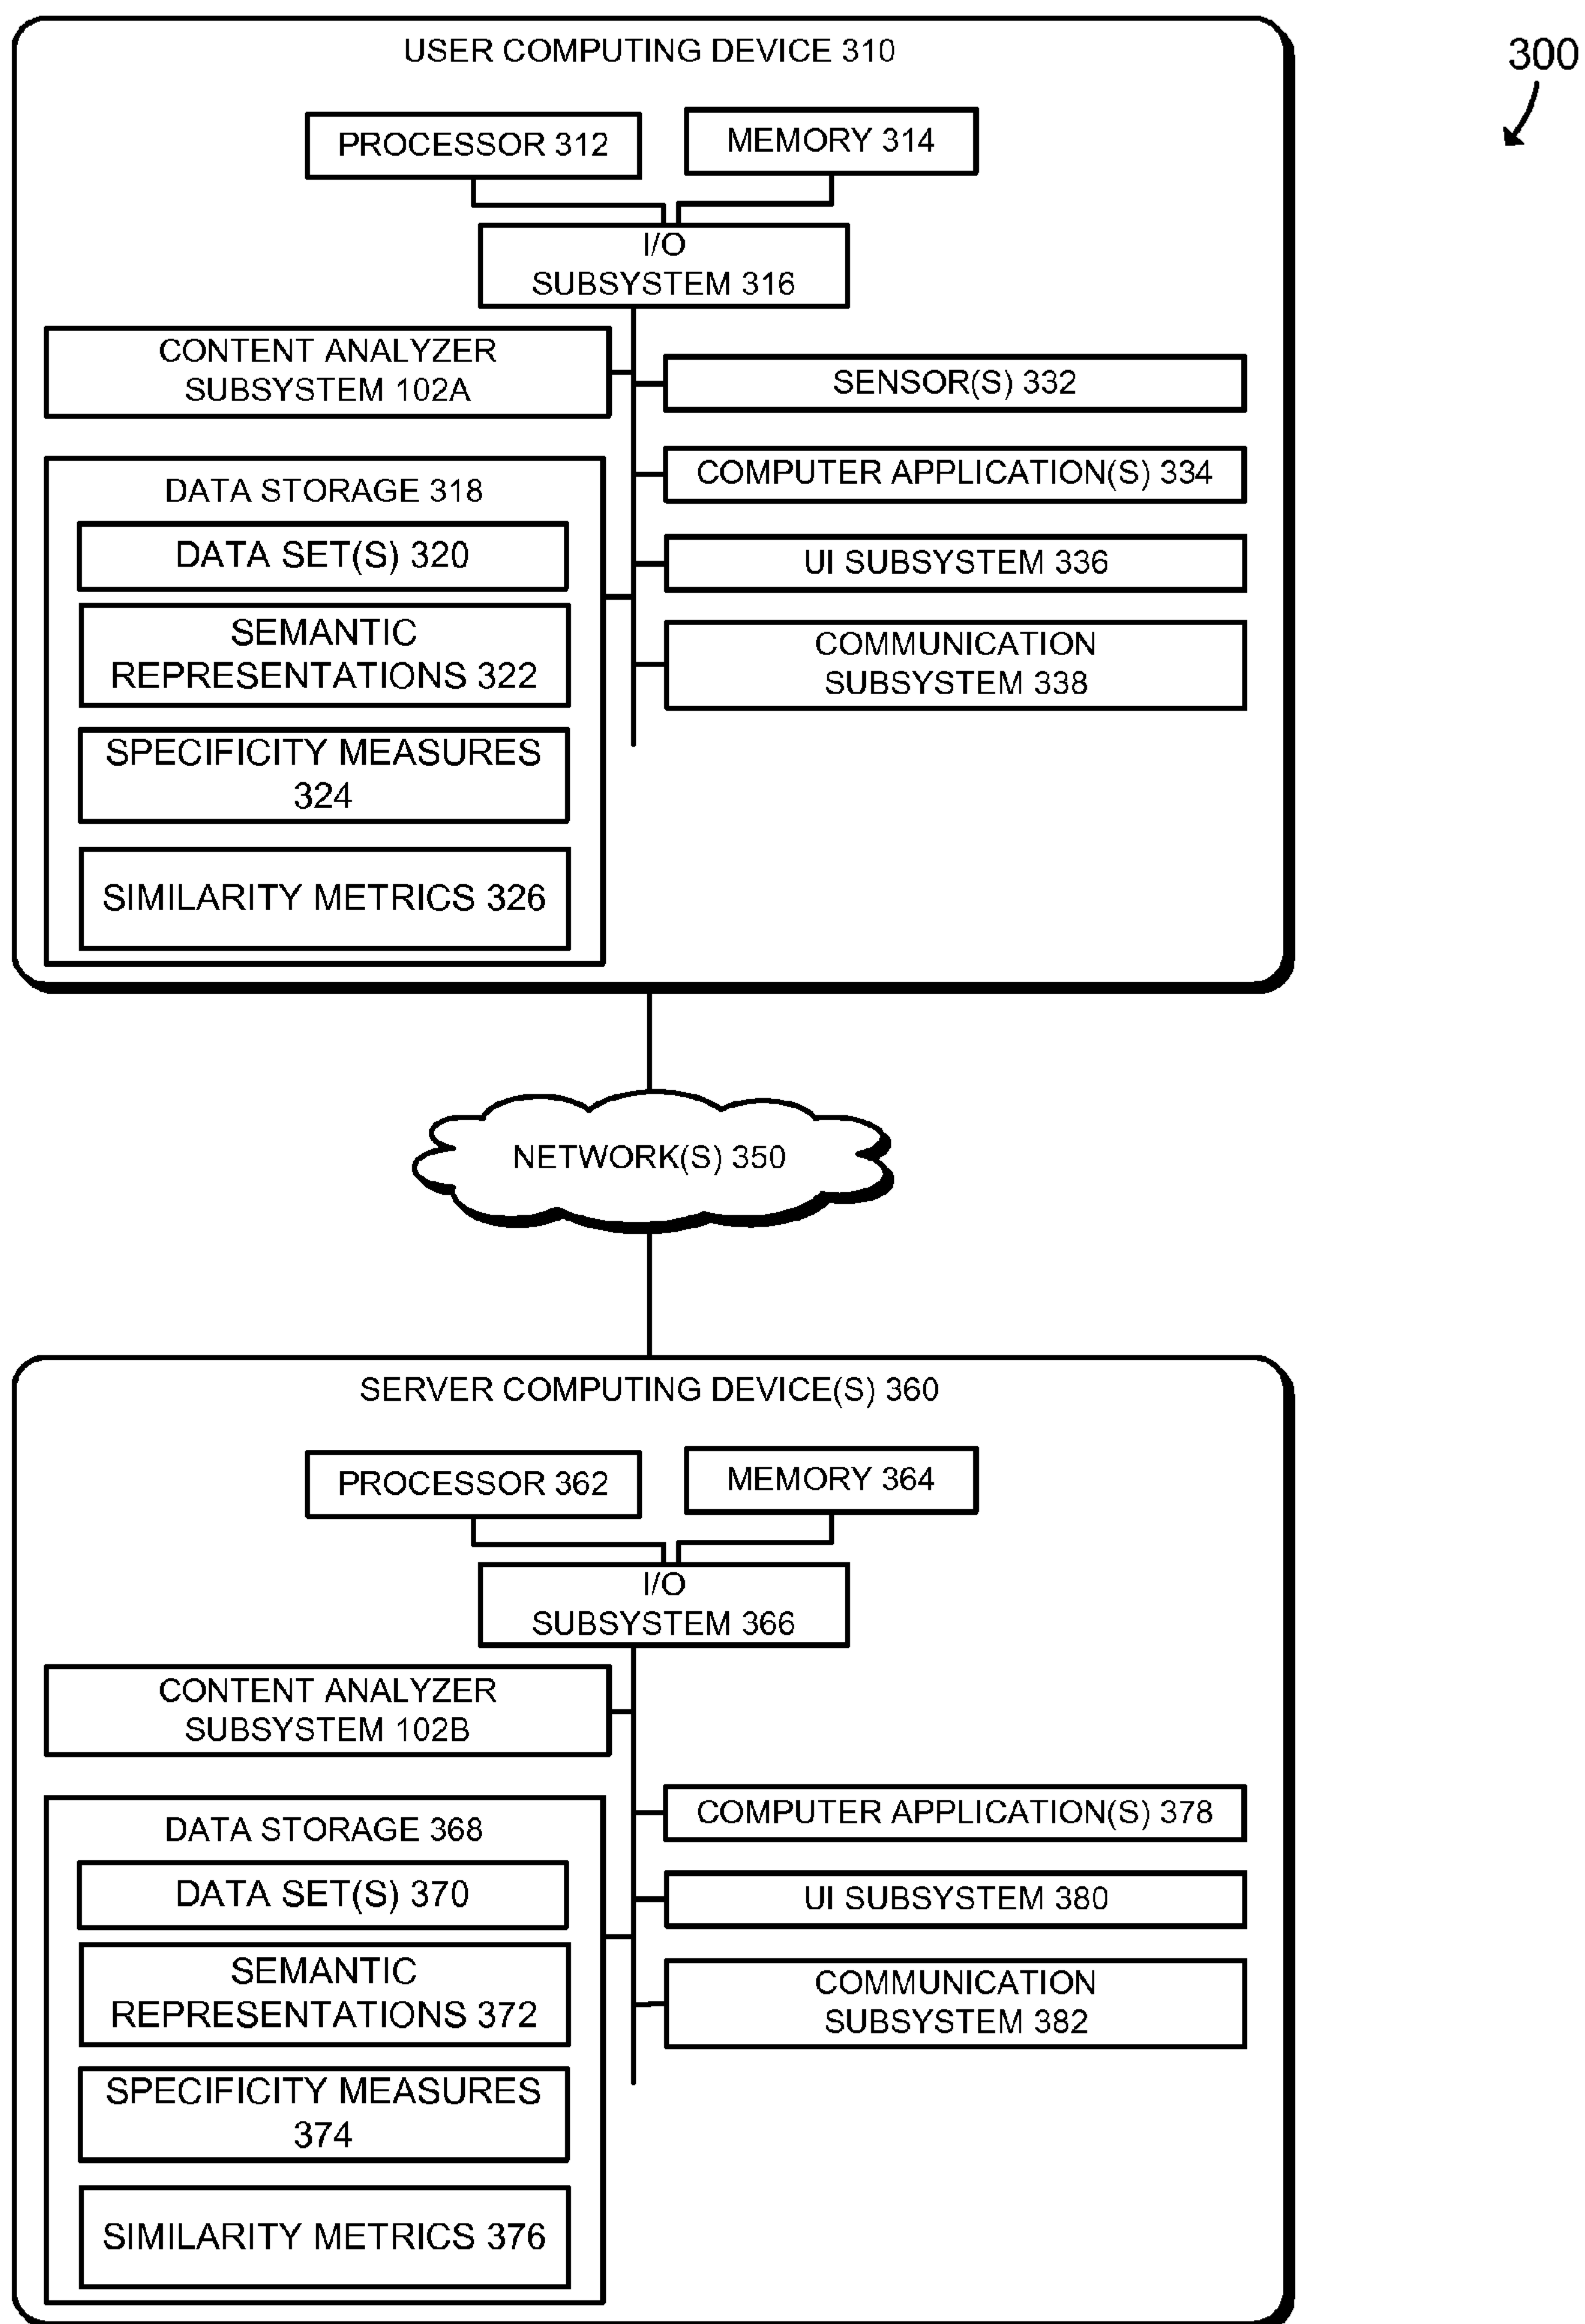 USER COMPUTING DEVICE 310
300
PROCESSOR 312
MEMORY 314
I/O
SUBSYSTEM 316
CONTENT ANALYZER
SUBSYSTEM 102A
SENSOR(S) 332
COMPUTER APPLICATION(S) 334
DATA STORAGE 318
DATA SET(S) 320
UI SUBSYSTEM 336
SEMANTIC
REPRESENTATIONS 322
COMMUNICATION
SUBSYSTEM 338
SPECIFICITY MEASURES
324
SIMILARITY METRICS 326
NETWORK(S) 350
SERVER COMPUTING DEVICE(S) 360
PROCESSOR 362
MEMORY 364
I/O
SUBSYSTEM 366
CONTENT ANALYZER
SUBSYSTEM 102B
COMPUTER APPLICATION(S) 378
DATA STORAGE 368
DATA SET(S) 370
UI SUBSYSTEM 380
SEMANTIC
REPRESENTATIONS 372
COMMUNICATION
SUBSYSTEM 382
SPECIFICITY MEASURES
374
SIMILARITY METRICS 376